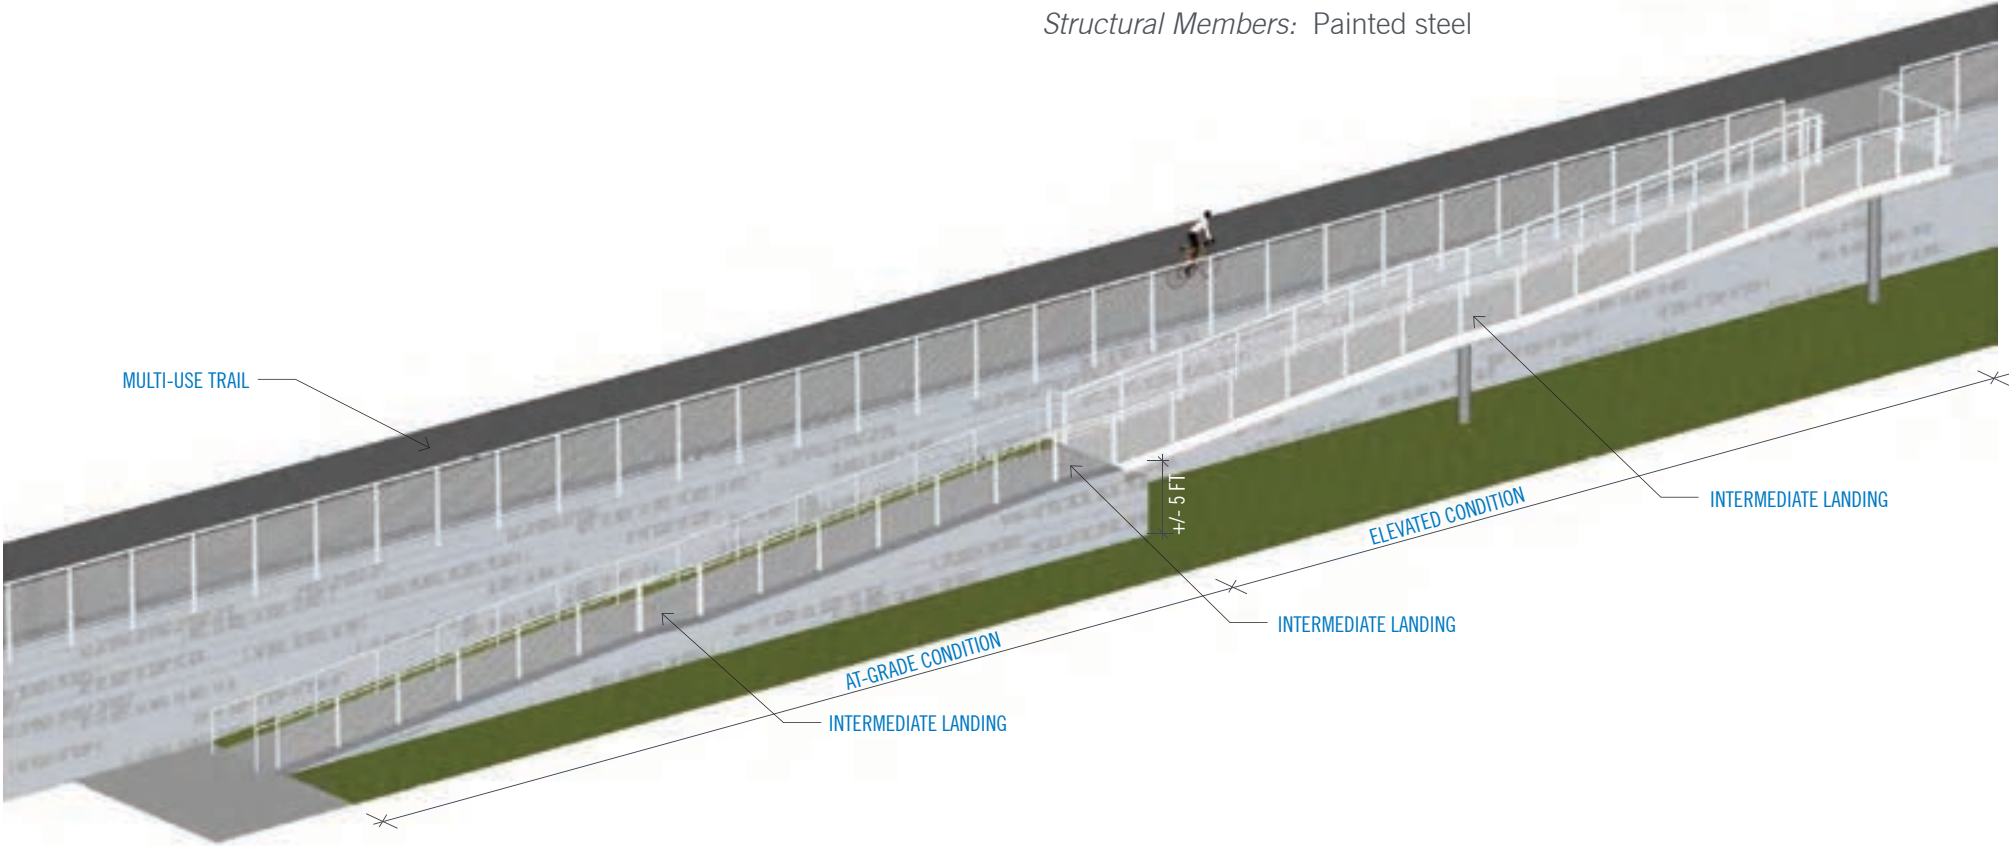 Structural Members: Painted steel
MULTI-USE TRAIL
+/- 5 FT
INTERMEDIATE LANDING
ELEVATED CONDITION
INTERMEDIATE LANDING
AT-GRADE CONDITION
INTERMEDIATE LANDING